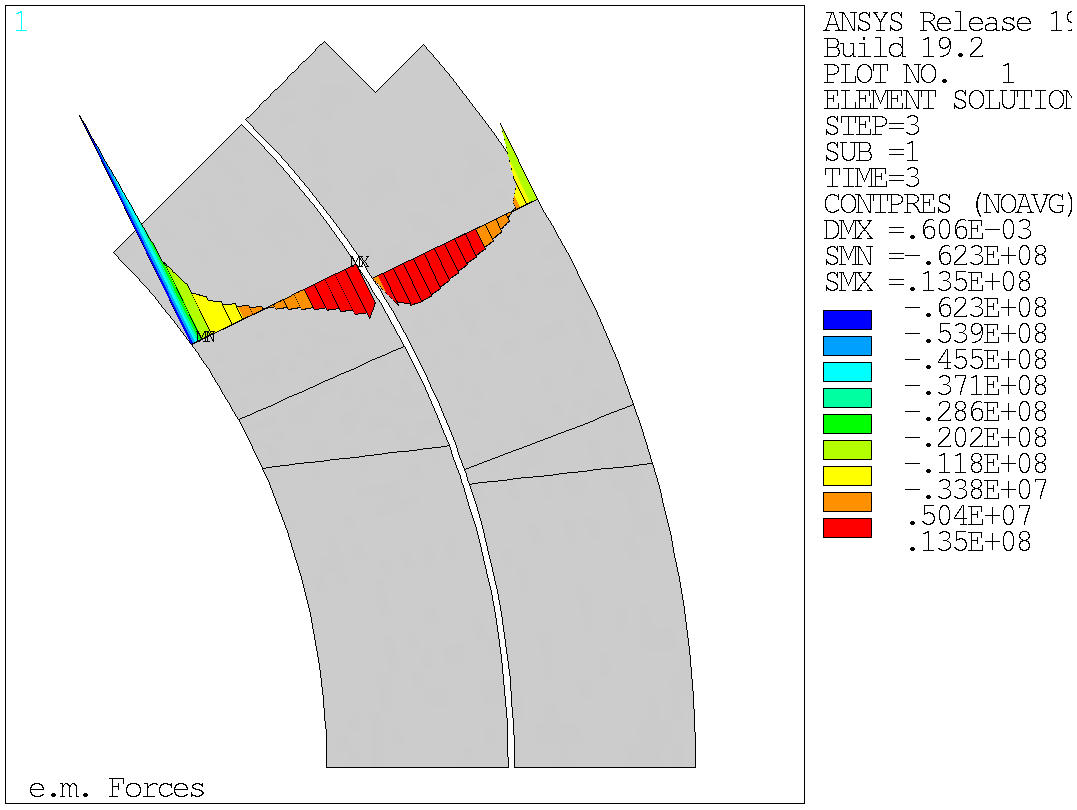 1
ANSYS Release 19
Build 19.2
PLOT NO. 1
ELEMENT SOLUTION
STEP=3
SUB =1
TIME=3
CONTPRES (NOAVG)
DMX =.606E-03
SMN =-.623E+08
SMX =.135E+08
-.623E+08
-.539E+08
-.455E+08
-.371E+08
-.286E+08
-.202E+08
-.118E+08
-.338E+07
.504E+07
.135E+08
MX
MN
e.m. Forces